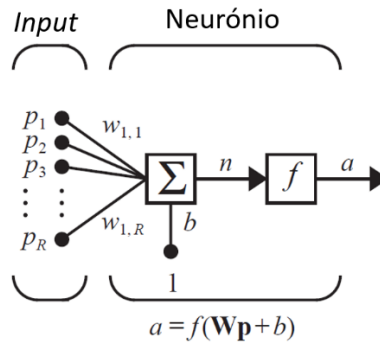 Input Neurónio
p1
p2
p3
pR
w1,1
w1,R
Σ
n
f
a
b
1
a = f(Wp + b)